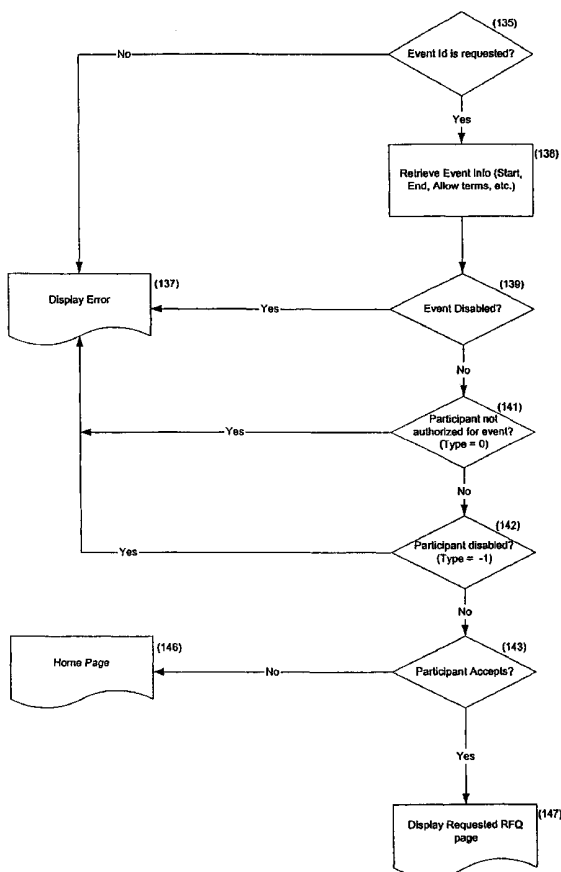 (135)
Event Id is requested?
No
Yes
(138)
Retrieve Event Info (Start,
End, Allow terms, etc.)
(137)
Display Error
(139)
Event Disabled?
Yes
No
(141)
Participant not
authorized for event?
(Type = 0)
Yes
No
(142)
Participant disabled?
(Type = -1)
Yes
No
(146)
Home Page
(143)
Participant Accepts?
No
Yes
(147)
Display Requested RFQ
page